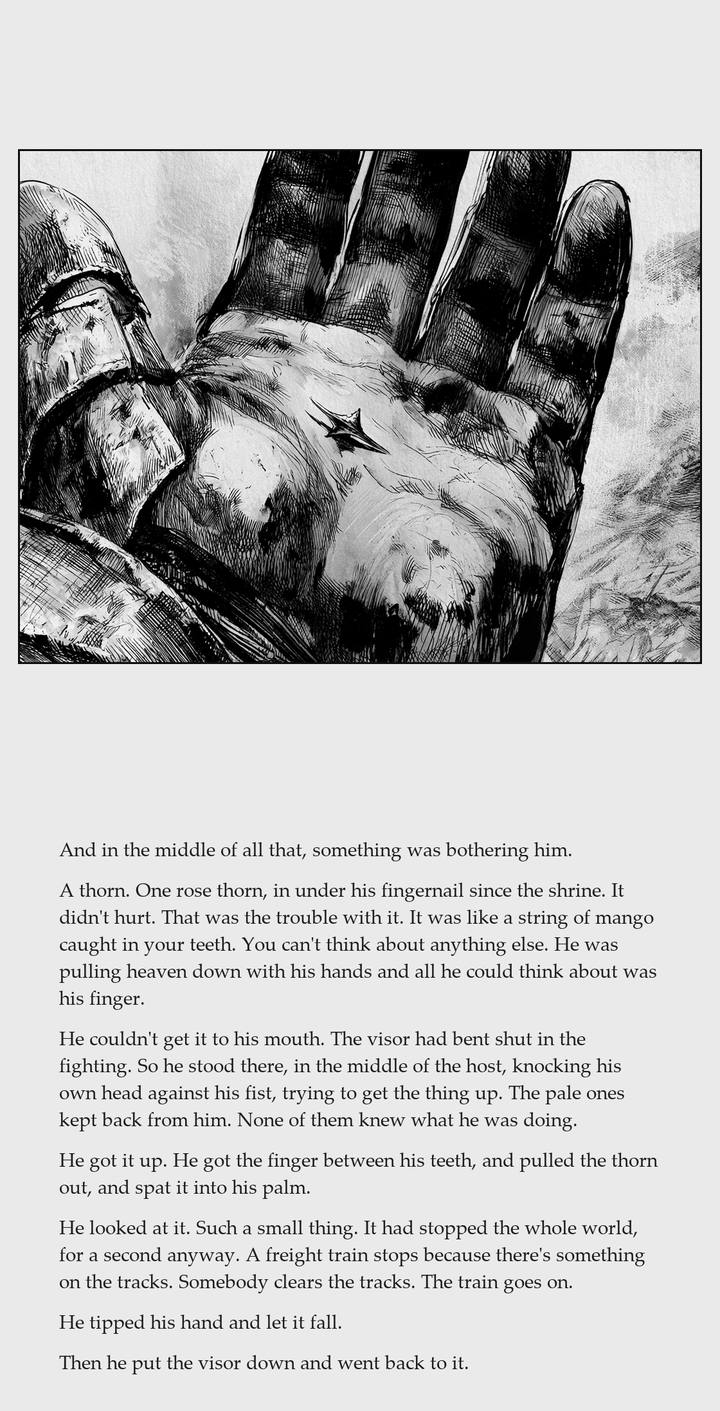 And in the middle of all that, something was bothering him.
A thorn. One rose thorn, in under his fingernail since the shrine. It
didn't hurt. That was the trouble with it. It was like a string of mango
caught in your teeth. You can't think about anything else. He was
pulling heaven down with his hands and all he could think about was
his finger.
He couldn't get it to his mouth. The visor had bent shut in the
fighting. So he stood there, in the middle of the host, knocking his
own head against his fist, trying to get the thing up. The pale ones
kept back from him. None of them knew what he was doing.
He got it up. He got the finger between his teeth, and pulled the thorn
out, and spat it into his palm.
He looked at it. Such a small thing. It had stopped the whole world,
for a second anyway. A freight train stops because there's something
on the tracks. Somebody clears the tracks. The train goes on.
He tipped his hand and let it fall.
Then he put the visor down and went back to it.